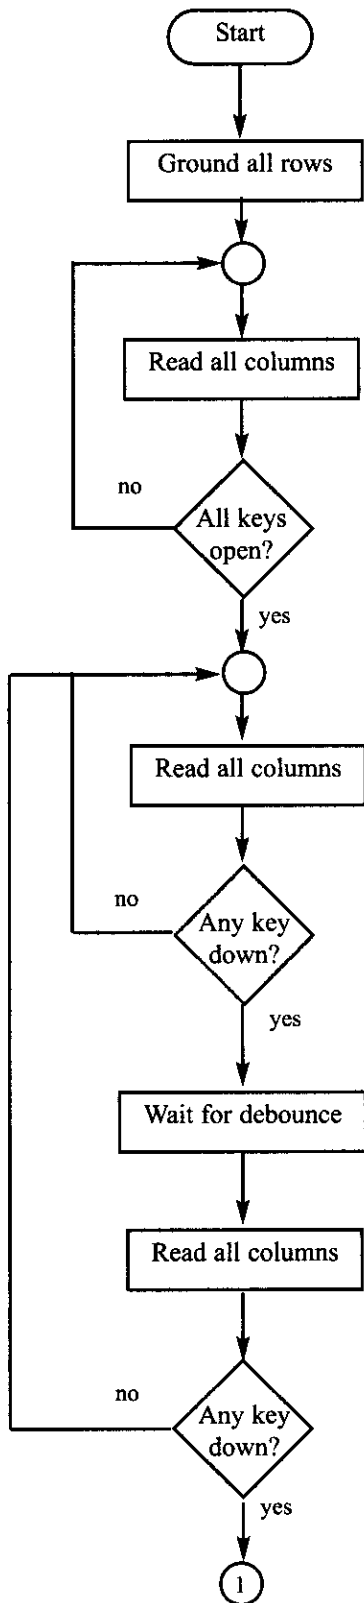 Start
Ground all rows
Read all columns
no
All keys
open?
yes
Read all columns
no
Any key
down?
yes
Wait for debounce
Read all columns
no
Any key
down?
yes
1